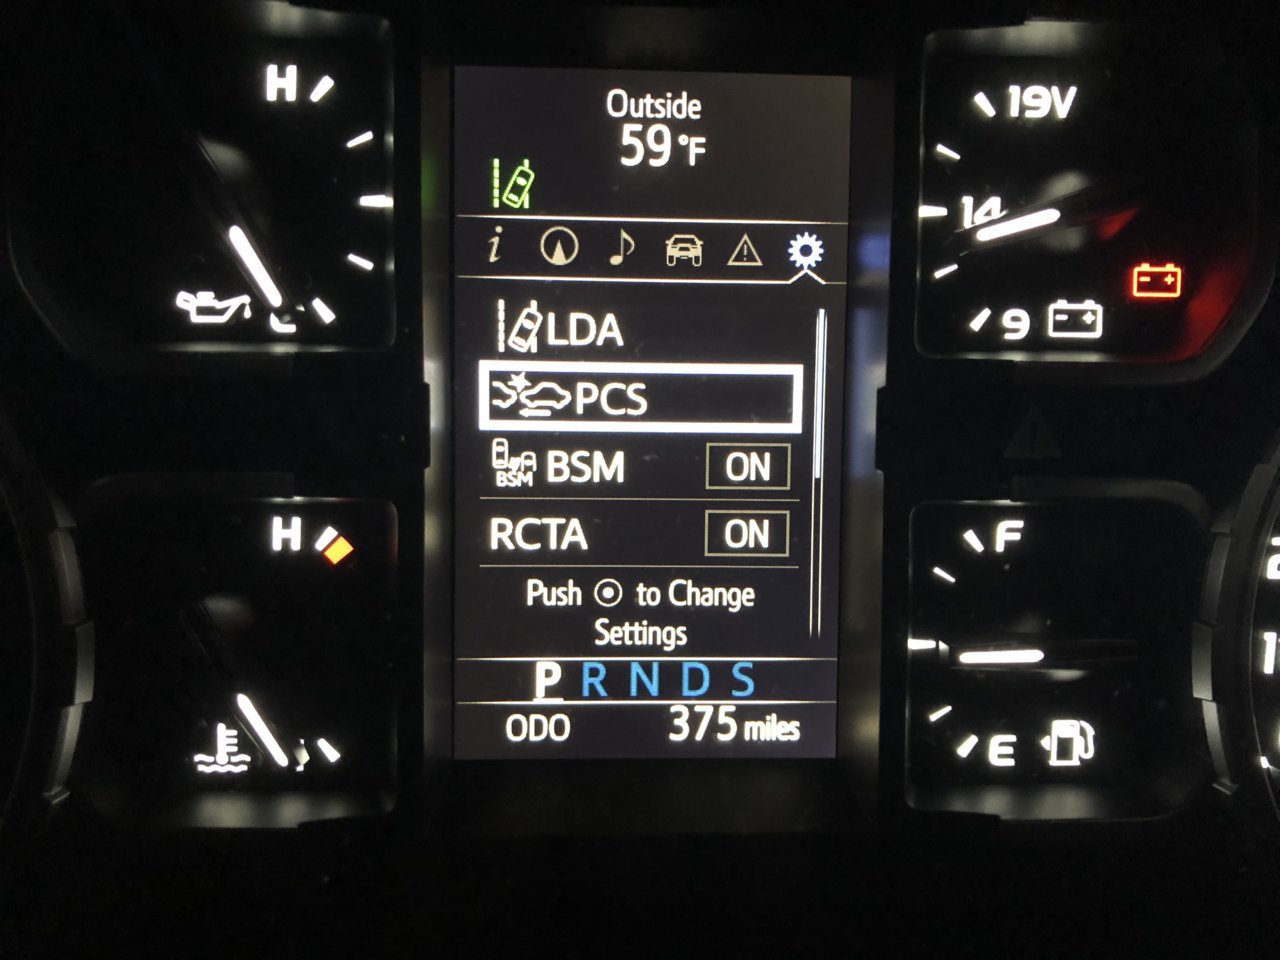 Outside
59°F
i
LDA
PCS
BSM
BSM ON
RCTA ON
Push to Change
Settings
P R N D S
ODO 375 miles
H
L
H
19V
14
9
F
E